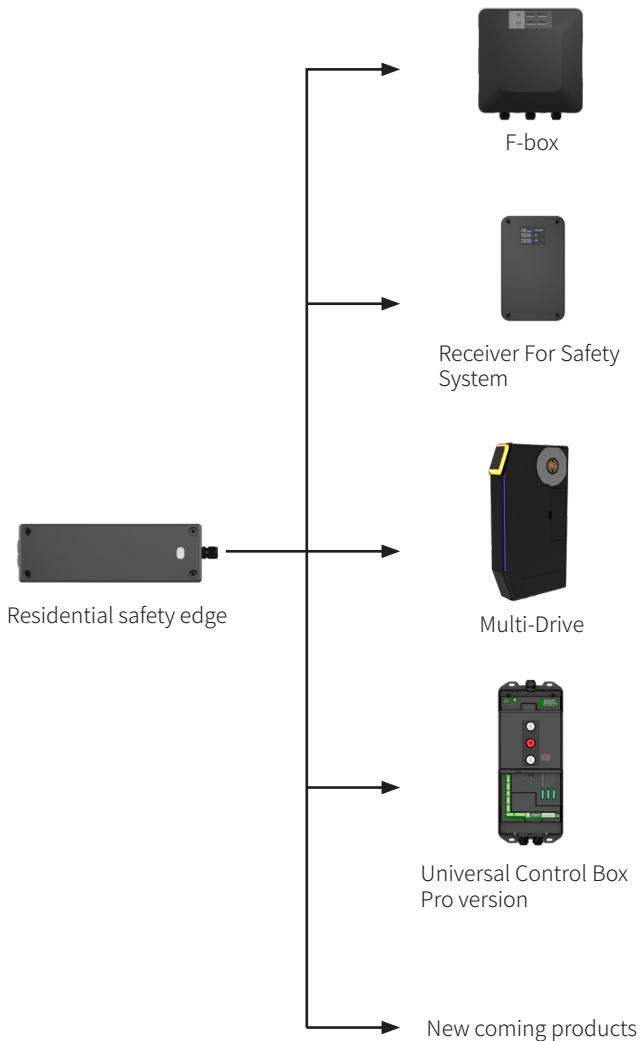 F-box
Receiver For Safety
System
Residential safety edge
Multi-Drive
Universal Control Box
Pro version
New coming products